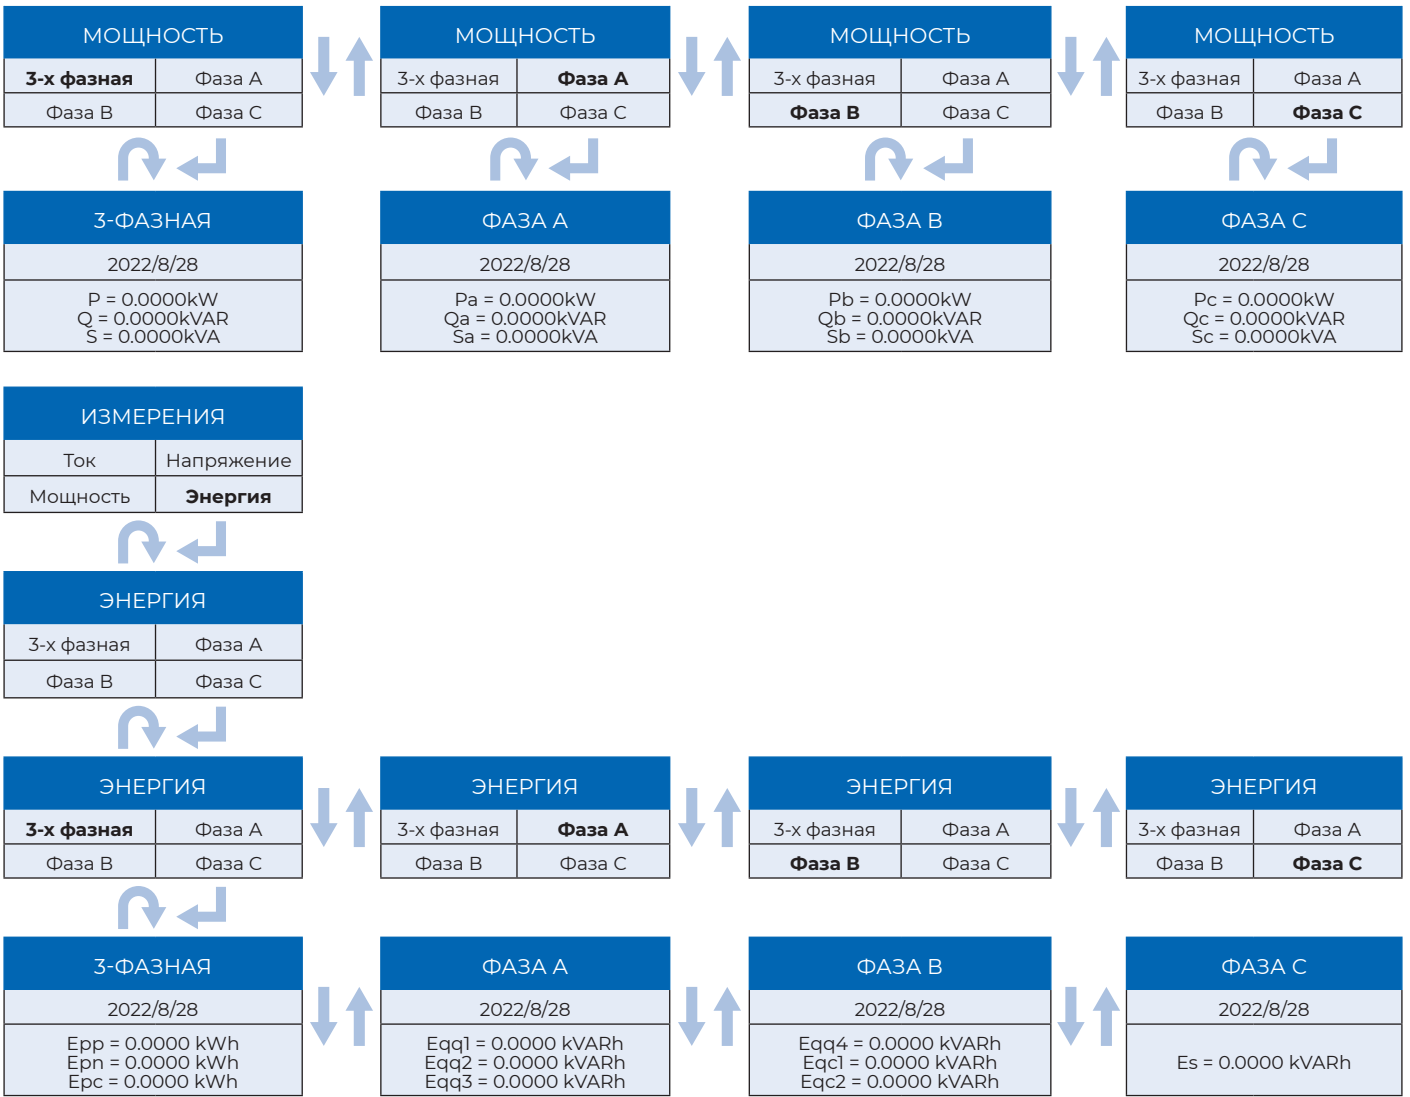 МОЩНОСТЬ
3-х фазная Фаза А
Фаза В Фаза С
МОЩНОСТЬ
3-х фазная Фаза А
Фаза В Фаза С
МОЩНОСТЬ
3-х фазная Фаза А
Фаза В Фаза С
МОЩНОСТЬ
3-х фазная Фаза А
Фаза В Фаза С
3-ФАЗНАЯ
2022/8/28
P = 0.0000kW
Q = 0.0000kVAR
S = 0.0000kVA
ФАЗА А
2022/8/28
Pa = 0.0000kW
Qa = 0.0000kVAR
Sa = 0.0000kVA
ФАЗА В
2022/8/28
Pb = 0.0000kW
Qb = 0.0000kVAR
Sb = 0.0000kVA
ФАЗА С
2022/8/28
Pc = 0.0000kW
Qc = 0.0000kVAR
Sc = 0.0000kVA
ИЗМЕРЕНИЯ
Ток Напряжение
Мощность Энергия
ЭНЕРГИЯ
3-х фазная Фаза А
Фаза В Фаза С
ЭНЕРГИЯ
3-х фазная Фаза А
Фаза В Фаза С
ЭНЕРГИЯ
3-х фазная Фаза А
Фаза В Фаза С
ЭНЕРГИЯ
3-х фазная Фаза А
Фаза В Фаза С
ЭНЕРГИЯ
3-х фазная Фаза А
Фаза В Фаза С
3-ФАЗНАЯ
2022/8/28
Epp = 0.0000 kWh
Epn = 0.0000 kWh
Epc = 0.0000 kWh
ФАЗА А
2022/8/28
Eqq1 = 0.0000 kVARh
Eqq2 = 0.0000 kVARh
Eqq3 = 0.0000 kVARh
ФАЗА В
2022/8/28
Eqq4 = 0.0000 kVARh
Eqc1 = 0.0000 kVARh
Eqc2 = 0.0000 kVARh
ФАЗА С
2022/8/28
Es = 0.0000 kVARh